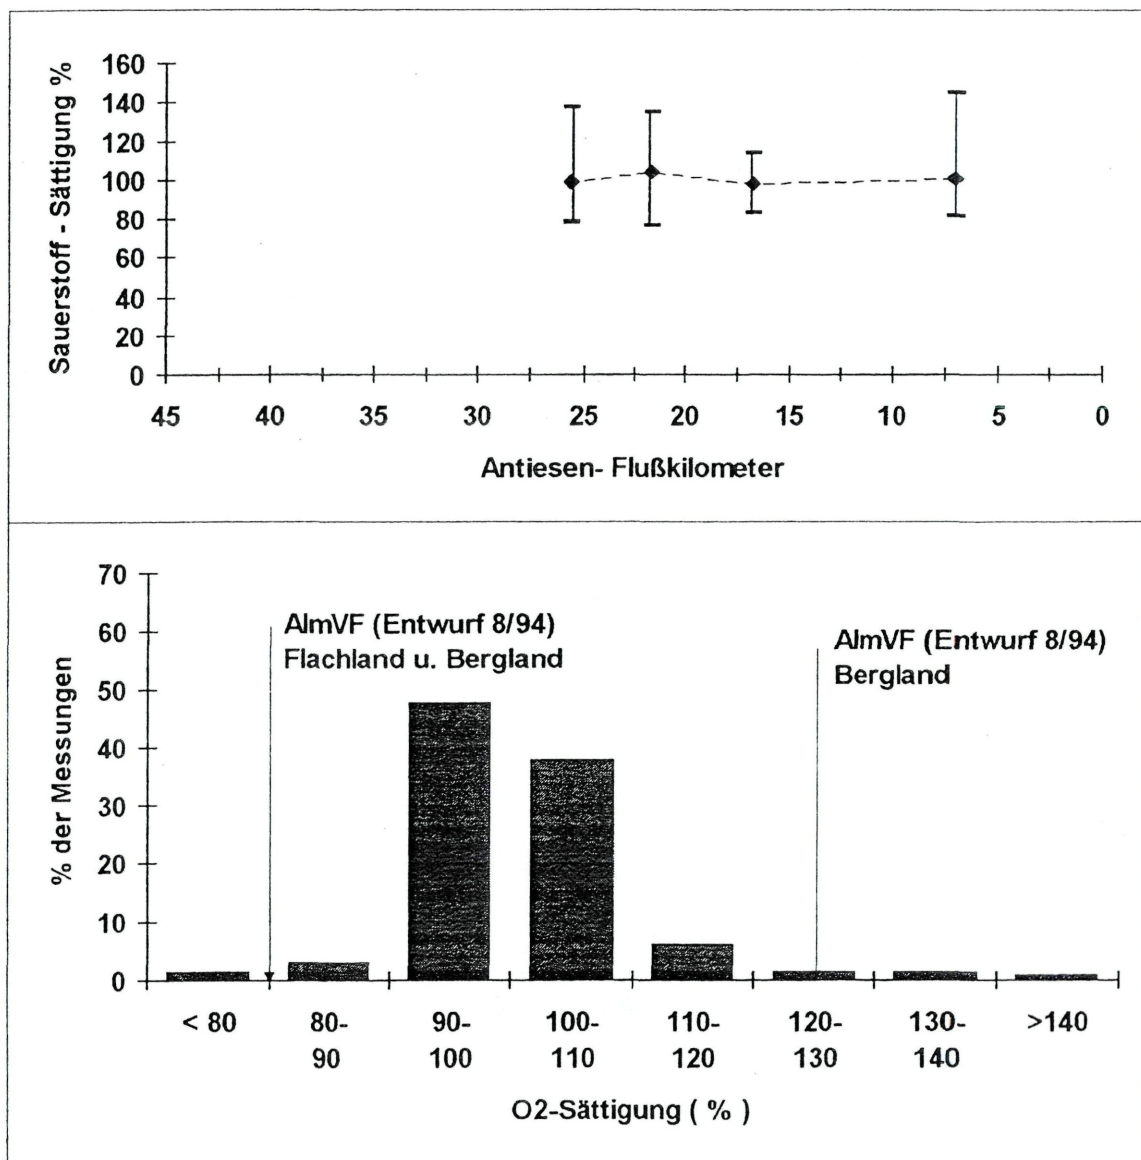 Sauerstoff - Sättigung %
160
140
120
100
80
60
40
20
0
45 40 35 30 25 20 15 10 5 0
Antiesen- Flußkilometer
% der Messungen
70
60
50
40
30
20
10
0
AImVF (Entwurf 8/94)
Flachland u. Bergland
AImVF (Entwurf 8/94)
Bergland
< 80 80- 90- 100- 110- 120- 130- >140
90 100 110 120 130 140
O2-Sättigung ( % )